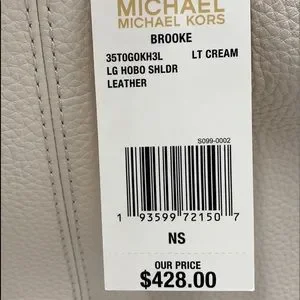 MICHAEL
MICHAEL KORS
BROOKE
35T0GOKH3L LT CREAM
LG HOBO SHLDR
LEATHER
S099-0002
1 93599 72150 7
NS
OUR PRICE
$428.00